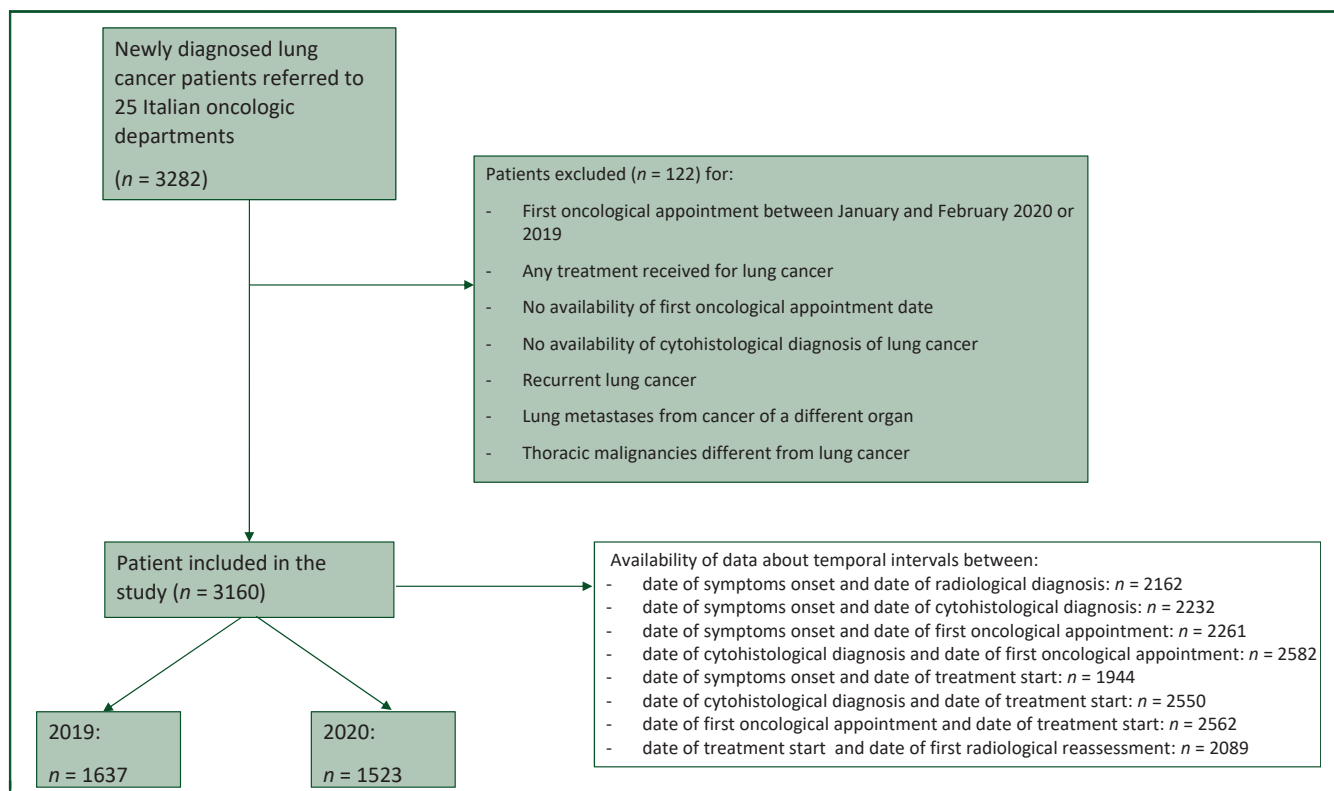 Newly diagnosed lung
cancer patients referred to
25 Italian oncologic
departments
(n = 3282)
Patients excluded (n = 122) for:
- First oncological appointment between January and February 2020 or
2019
- Any treatment received for lung cancer
- No availability of first oncological appointment date
- No availability of cytohistological diagnosis of lung cancer
- Recurrent lung cancer
- Lung metastases from cancer of a different organ
- Thoracic malignancies different from lung cancer
Patient included in the
study (n = 3160)
Availability of data about temporal intervals between:
- date of symptoms onset and date of radiological diagnosis: n = 2162
- date of symptoms onset and date of cytohistological diagnosis: n = 2232
- date of symptoms onset and date of first oncological appointment: n = 2261
- date of cytohistological diagnosis and date of first oncological appointment: n = 2582
- date of symptoms onset and date of treatment start: n = 1944
- date of cytohistological diagnosis and date of treatment start: n = 2550
- date of first oncological appointment and date of treatment start: n = 2562
- date of treatment start and date of first radiological reassessment: n = 2089
2019:
n = 1637
2020:
n = 1523